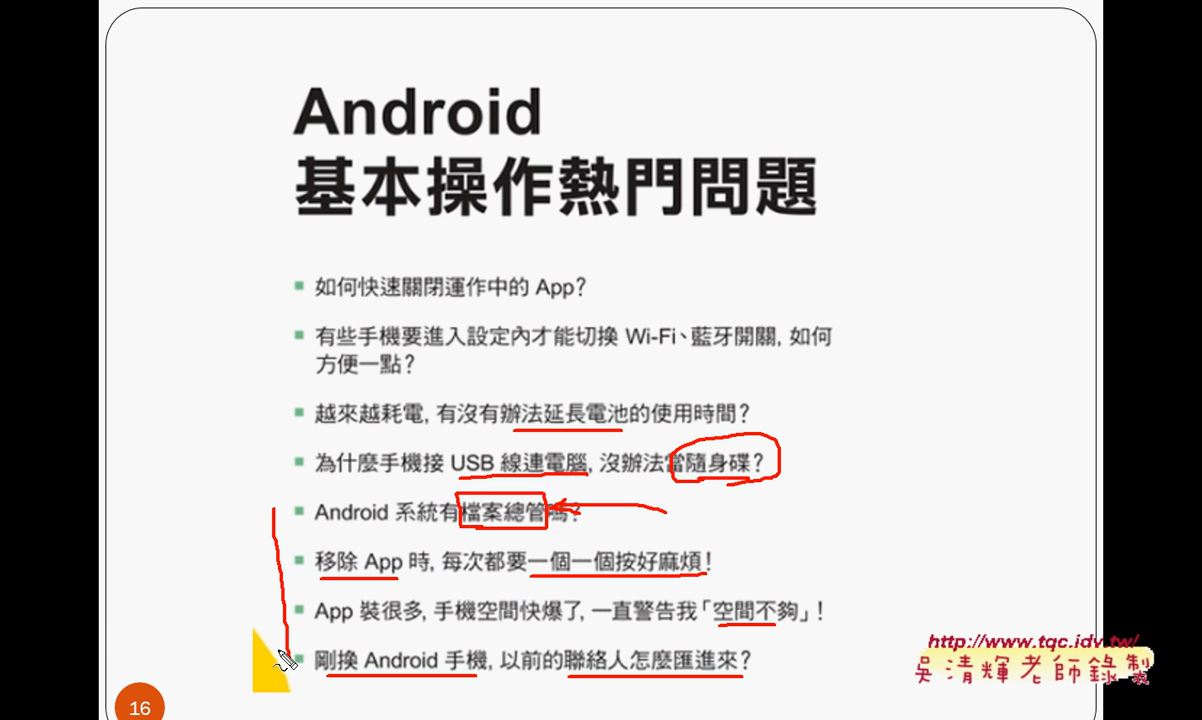 Android
基本操作熱門問題
如何快速關閉運作中的 App?
有些手機要進入設定內才能切換 Wi-Fi、藍牙開關, 如何
方便一點?
越來越耗電, 有沒有辦法延長電池的使用時間?
為什麼手機接 USB 線連電腦, 沒辦法當隨身碟?
Android 系統有檔案總管嗎?
移除 App 時, 每次都要一個一個按好麻煩!
App 裝很多, 手機空間快爆了, 一直警告我「空間不夠」!
剛換 Android 手機, 以前的聯絡人怎麼匯進來?
http://www.tqc.idv.tw/
吳清輝老師錄製
16